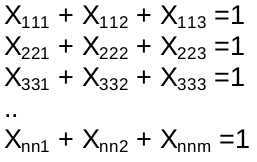 X₁₁₁ + X₁₁₂ + X₁₁₃ =1
X₂₂₁ + X₂₂₂ + X₂₂₃ =1
X₃₃₁ + X₃₃₂ + X₃₃₃ =1
..
Xₙₙ₁ + Xₙₙ₂ + Xₙₙₘ =1